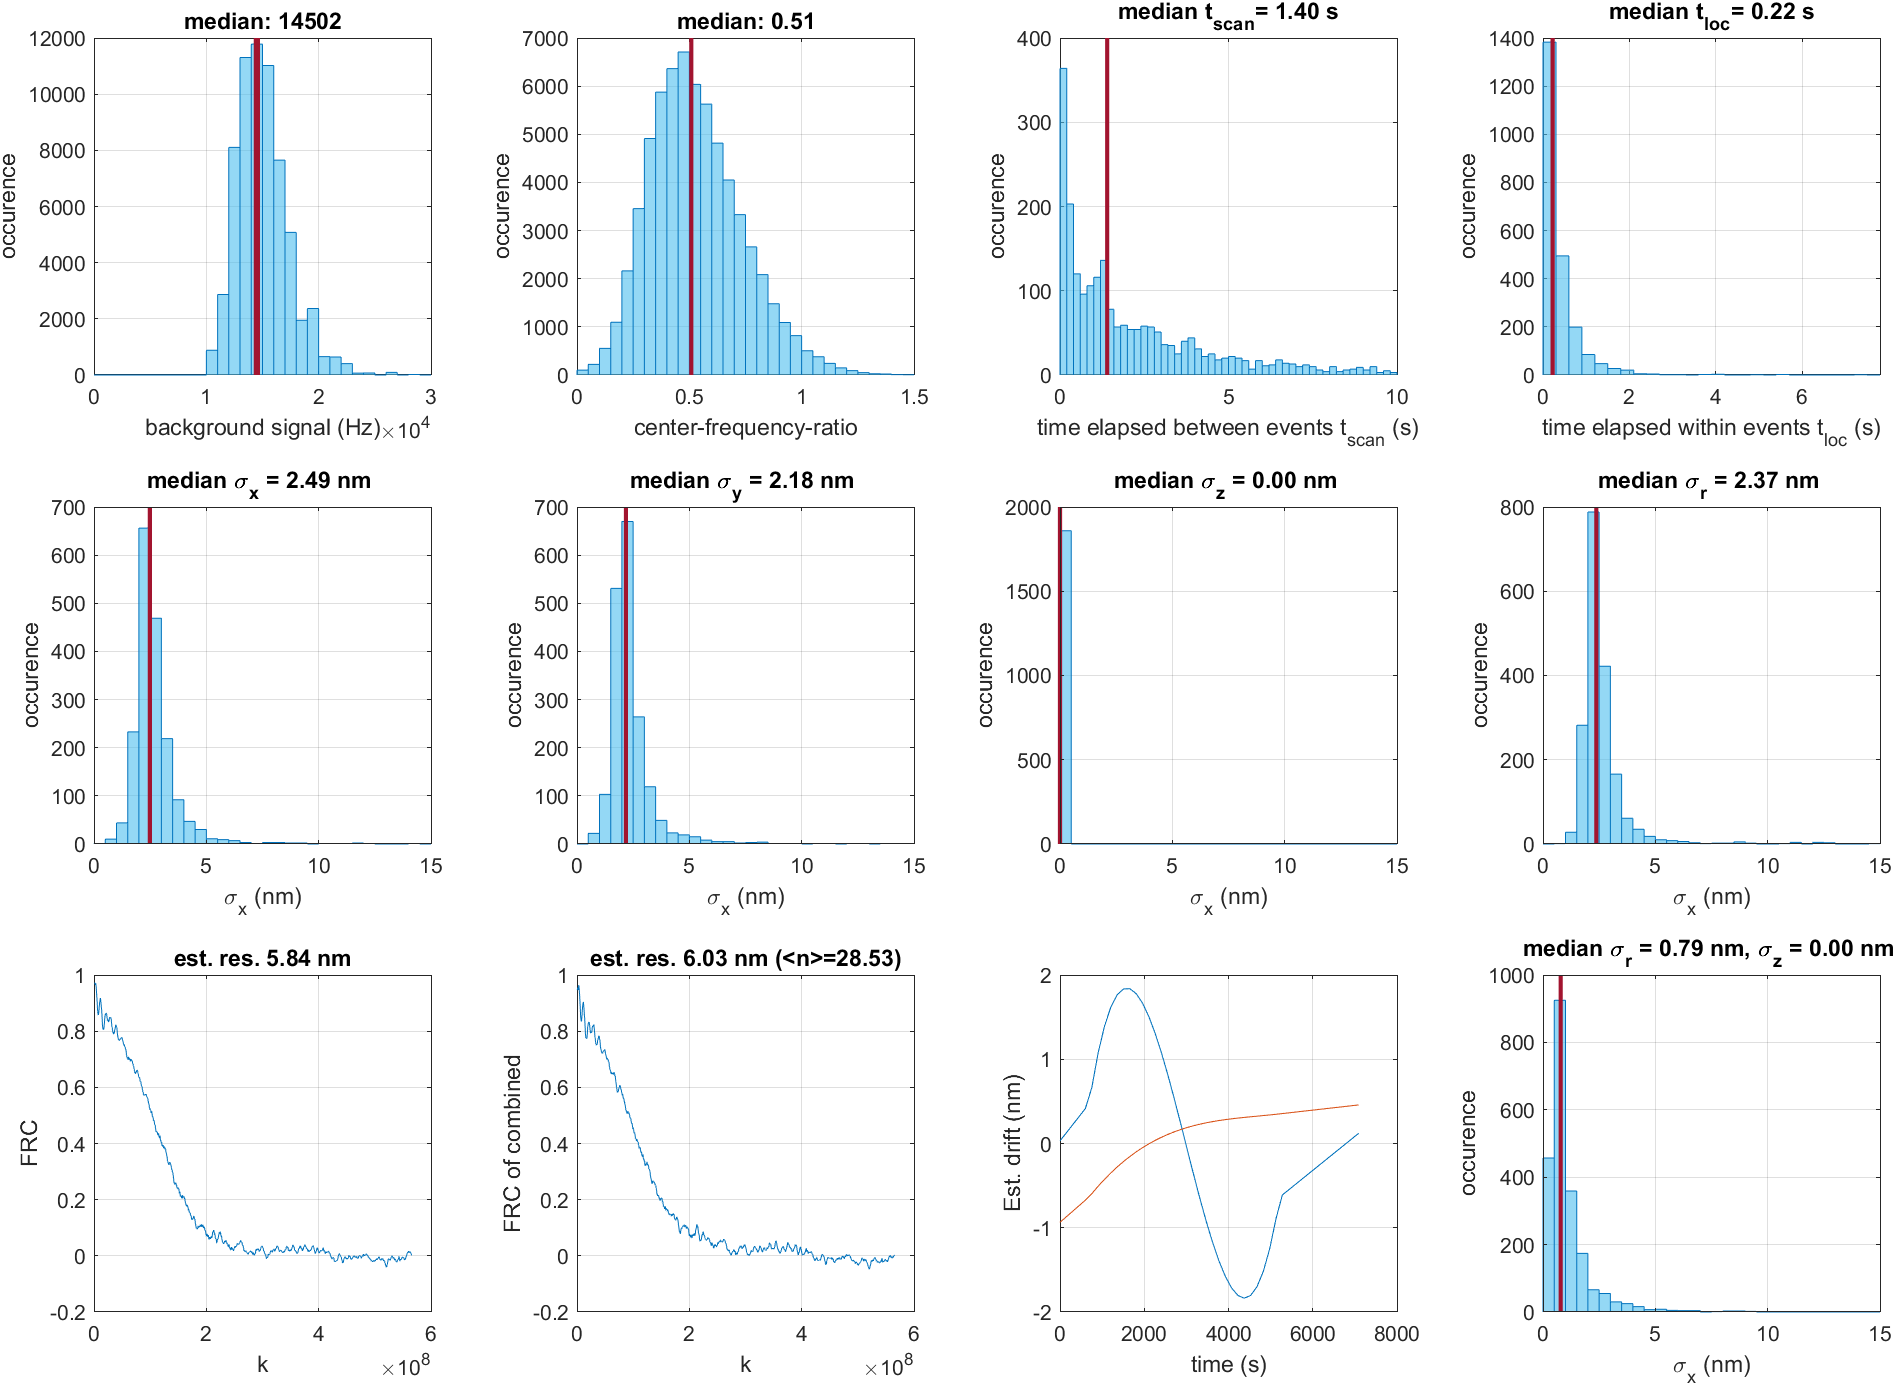 median: 14502
12000
10000
8000
6000
4000
2000
0
occurence
0 1 2 3
background signal (Hz) ×10^4
median: 0.51
7000
6000
5000
4000
3000
2000
1000
0
occurence
0 0.5 1 1.5
center-frequency-ratio
median t_scan= 1.40 s
400
300
200
100
0
occurence
0 5 10
time elapsed between events t_scan (s)
median t_loc= 0.22 s
1400
1200
1000
800
600
400
200
0
occurence
0 2 4 6
time elapsed within events t_loc (s)
median σ_x = 2.49 nm
700
600
500
400
300
200
100
0
occurence
0 5 10 15
σ_x (nm)
median σ_y = 2.18 nm
700
600
500
400
300
200
100
0
occurence
0 5 10 15
σ_x (nm)
median σ_z = 0.00 nm
2000
1500
1000
500
0
occurence
0 5 10 15
σ_x (nm)
median σ_r = 2.37 nm
800
600
400
200
0
occurence
0 5 10 15
σ_x (nm)
est. res. 5.84 nm
1
0.8
0.6
0.4
0.2
0
-0.2
FRC
0 2 4 6
k ×10^8
est. res. 6.03 nm (<n>=28.53)
1
0.8
0.6
0.4
0.2
0
-0.2
FRC of combined
0 2 4 6
k ×10^8
2
1
0
-1
-2
Est. drift (nm)
0 2000 4000 6000 8000
time (s)
median σ_r = 0.79 nm, σ_z = 0.00 nm
1000
800
600
400
200
0
occurence
0 5 10 15
σ_x (nm)